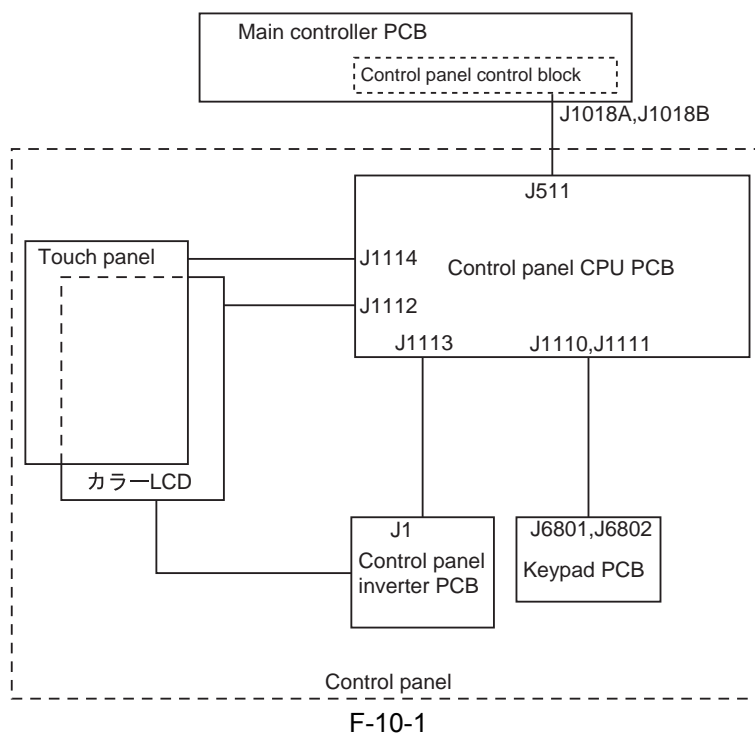 Main controller PCB
Control panel control block
J1018A,J1018B
J511
Touch panel
J1114
Control panel CPU PCB
J1112
J1113
J1110,J1111
カラーLCD
J1
Control panel
inverter PCB
J6801,J6802
Keypad PCB
Control panel
F-10-1